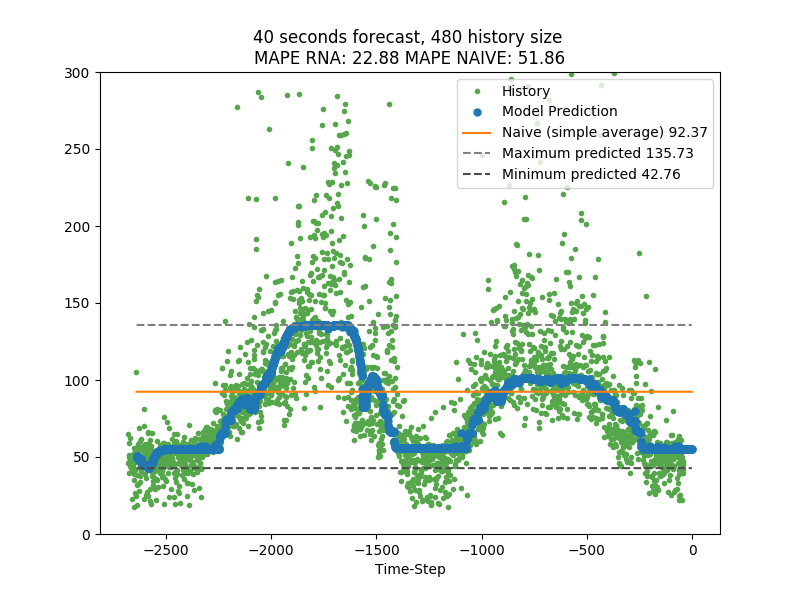 40 seconds forecast, 480 history size
MAPE RNA: 22.88 MAPE NAIVE: 51.86
300
250
200
150
100
50
0
History
Model Prediction
Naive (simple average) 92.37
Maximum predicted 135.73
Minimum predicted 42.76
−2500 −2000 −1500 −1000 −500 0
Time-Step